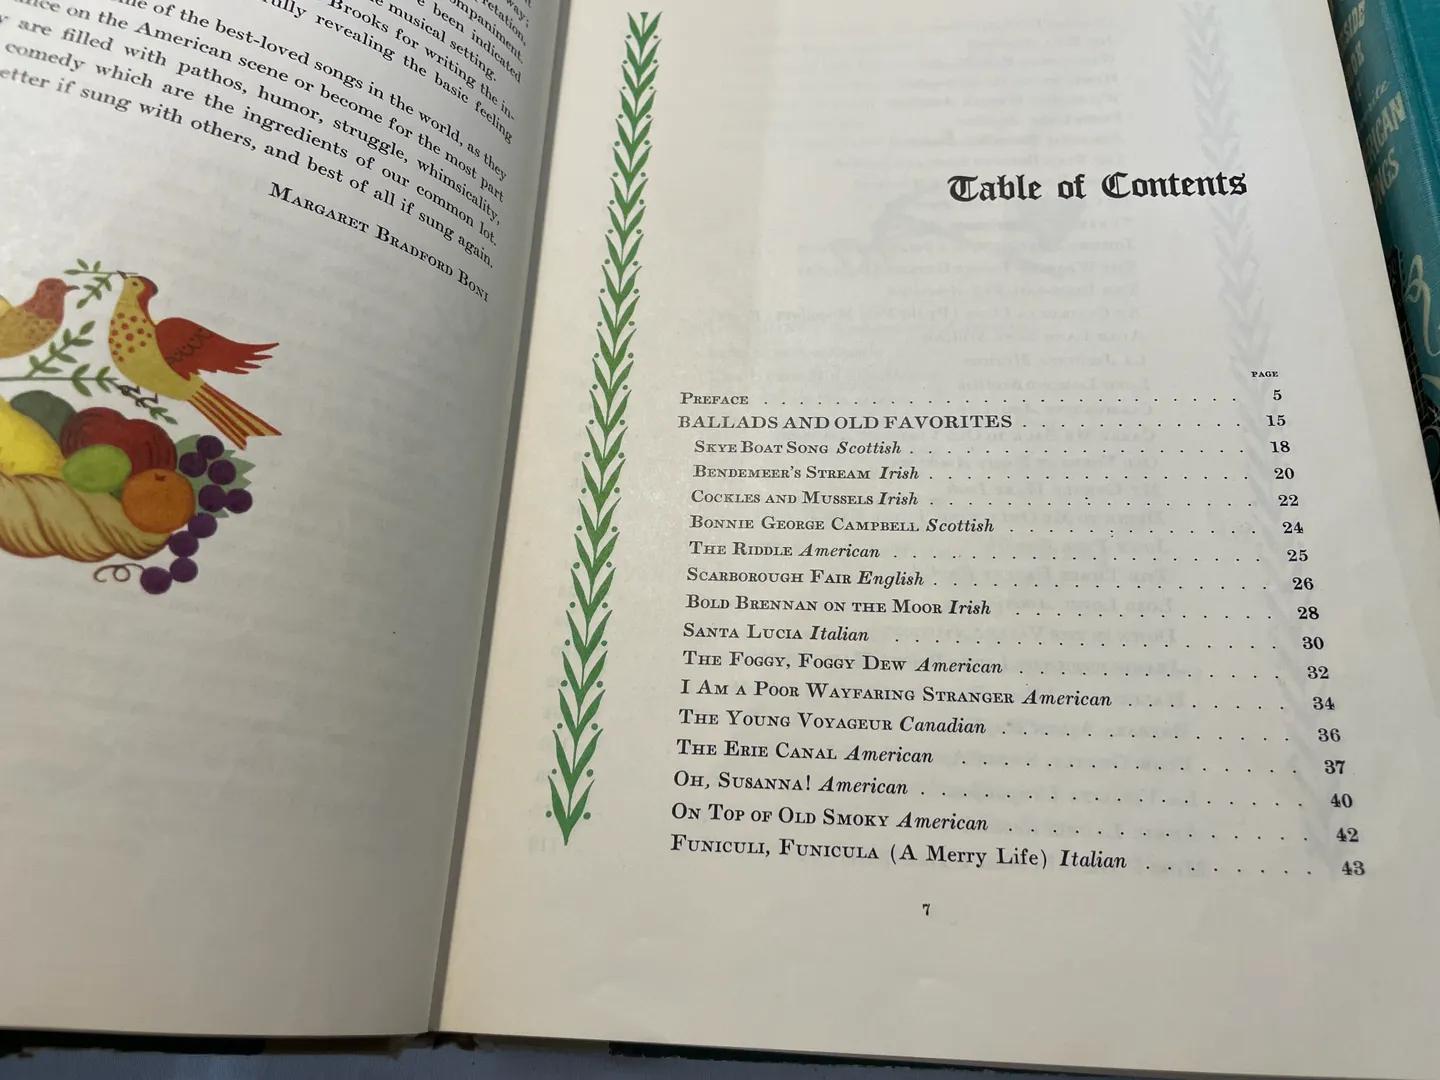 way;
retation,
ompaniment.
e been indicated
e musical setting.
Brooks for writing the in-
fully revealing the basic feeling
me of the best-loved songs in the world, as they
nce on the American scene or become for the most part
y are filled with pathos, humor, struggle, whimsicality,
comedy which are the ingredients of our common lot.
etter if sung with others, and best of all if sung again.
MARGARET BRADFORD BONI
Table of Contents
PAGE
PREFACE . . . . . . . . . . . . . . . . . . . . . . . . . . 5
BALLADS AND OLD FAVORITES . . . . . . . . . . . . 15
SKYE BOAT SONG Scottish . . . . . . . . . . . . . . . . . . 18
BENDEMEER'S STREAM Irish . . . . . . . . . . . . . . . . . 20
COCKLES AND MUSSELS Irish . . . . . . . . . . . . . . . . . 22
BONNIE GEORGE CAMPBELL Scottish . . . . . . . . . . . . . 24
THE RIDDLE American . . . . . . . . . . . . . . . . . . . 25
SCARBOROUGH FAIR English . . . . . . . . . . . . . . . . . 26
BOLD BRENNAN ON THE MOOR Irish . . . . . . . . . . . . . 28
SANTA LUCIA Italian . . . . . . . . . . . . . . . . . . . 30
THE FOGGY, FOGGY DEW American . . . . . . . . . . . . . 32
I AM A POOR WAYFARING STRANGER American . . . . . . . . 34
THE YOUNG VOYAGEUR Canadian . . . . . . . . . . . . . . 36
THE ERIE CANAL American . . . . . . . . . . . . . . . . 37
OH, SUSANNA! American . . . . . . . . . . . . . . . . . 40
ON TOP OF OLD SMOKY American . . . . . . . . . . . . . . 42
FUNICULI, FUNICULA (A Merry Life) Italian . . . . . . . . 43
7
SIDE
OK
ite
RICAN
NGS